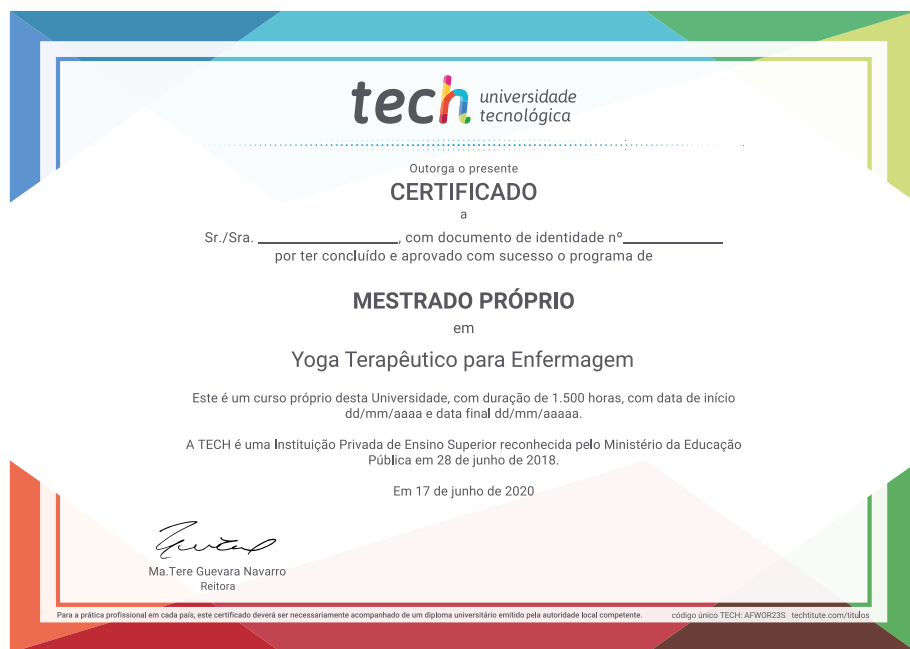 tech universidade
tecnológica
Outorga o presente
CERTIFICADO
a
Sr./Sra. ________________, com documento de identidade nº____________
por ter concluído e aprovado com sucesso o programa de
MESTRADO PRÓPRIO
em
Yoga Terapêutico para Enfermagem
Este é um curso próprio desta Universidade, com duração de 1.500 horas, com data de início
dd/mm/aaaa e data final dd/mm/aaaaa.
A TECH é uma Instituição Privada de Ensino Superior reconhecida pelo Ministério da Educação
Pública em 28 de junho de 2018.
Em 17 de junho de 2020
Ma.Tere Guevara Navarro
Reitora
Para a prática profissional em cada país, este certificado deverá ser necessariamente acompanhado de um diploma universitário emitido pela autoridade local competente. código único TECH: AFWOR23S techtitute.com/titulos